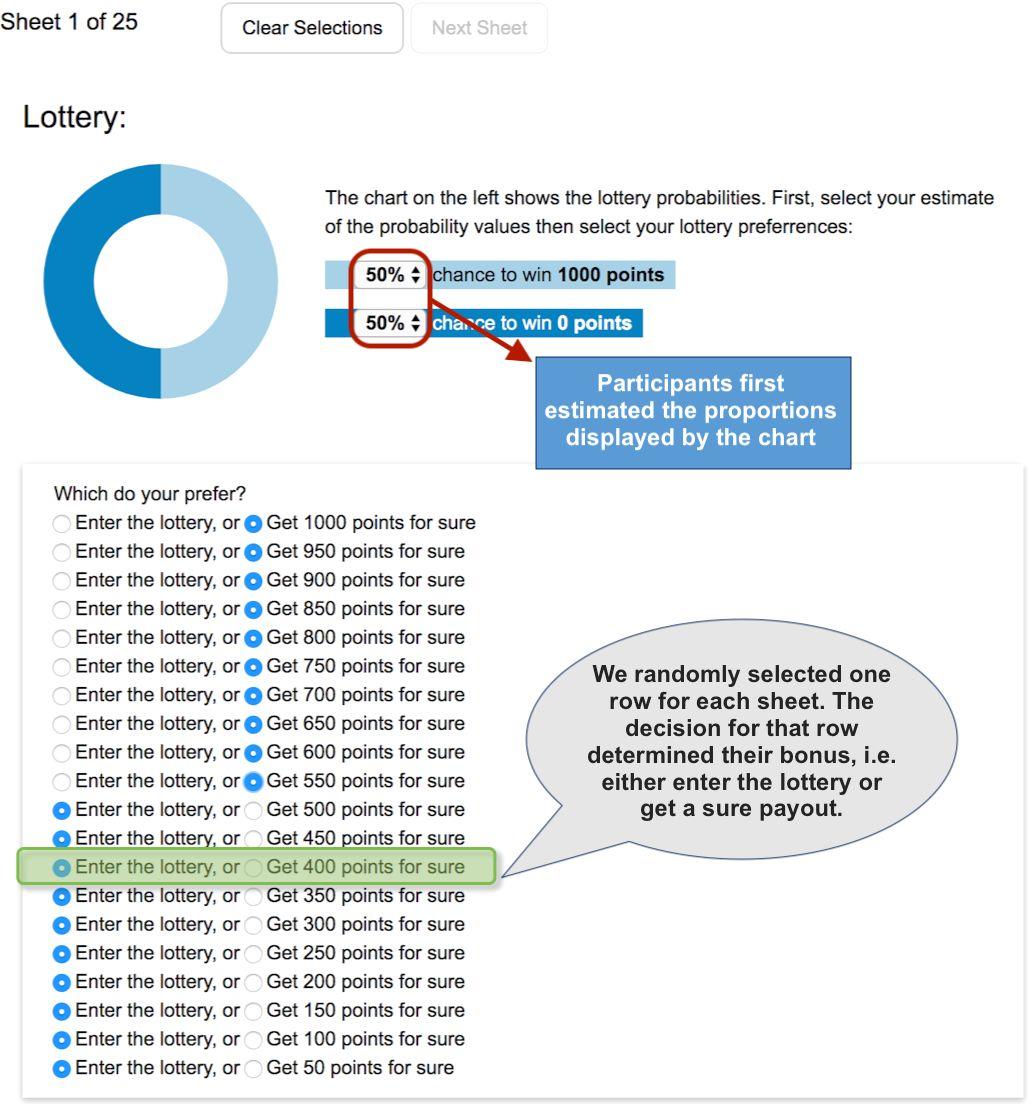 Sheet 1 of 25
Clear Selections
Next Sheet
Lottery:
The chart on the left shows the lottery probabilities. First, select your estimate
of the probability values then select your lottery preferrences:
50% chance to win 1000 points
50% chance to win 0 points
Participants first
estimated the proportions
displayed by the chart
Which do your prefer?
Enter the lottery, or Get 1000 points for sure
Enter the lottery, or Get 950 points for sure
Enter the lottery, or Get 900 points for sure
Enter the lottery, or Get 850 points for sure
Enter the lottery, or Get 800 points for sure
Enter the lottery, or Get 750 points for sure
Enter the lottery, or Get 700 points for sure
Enter the lottery, or Get 650 points for sure
Enter the lottery, or Get 600 points for sure
Enter the lottery, or Get 550 points for sure
Enter the lottery, or Get 500 points for sure
Enter the lottery, or Get 450 points for sure
Enter the lottery, or Get 400 points for sure
Enter the lottery, or Get 350 points for sure
Enter the lottery, or Get 300 points for sure
Enter the lottery, or Get 250 points for sure
Enter the lottery, or Get 200 points for sure
Enter the lottery, or Get 150 points for sure
Enter the lottery, or Get 100 points for sure
Enter the lottery, or Get 50 points for sure
We randomly selected one
row for each sheet. The
decision for that row
determined their bonus, i.e.
either enter the lottery or
get a sure payout.